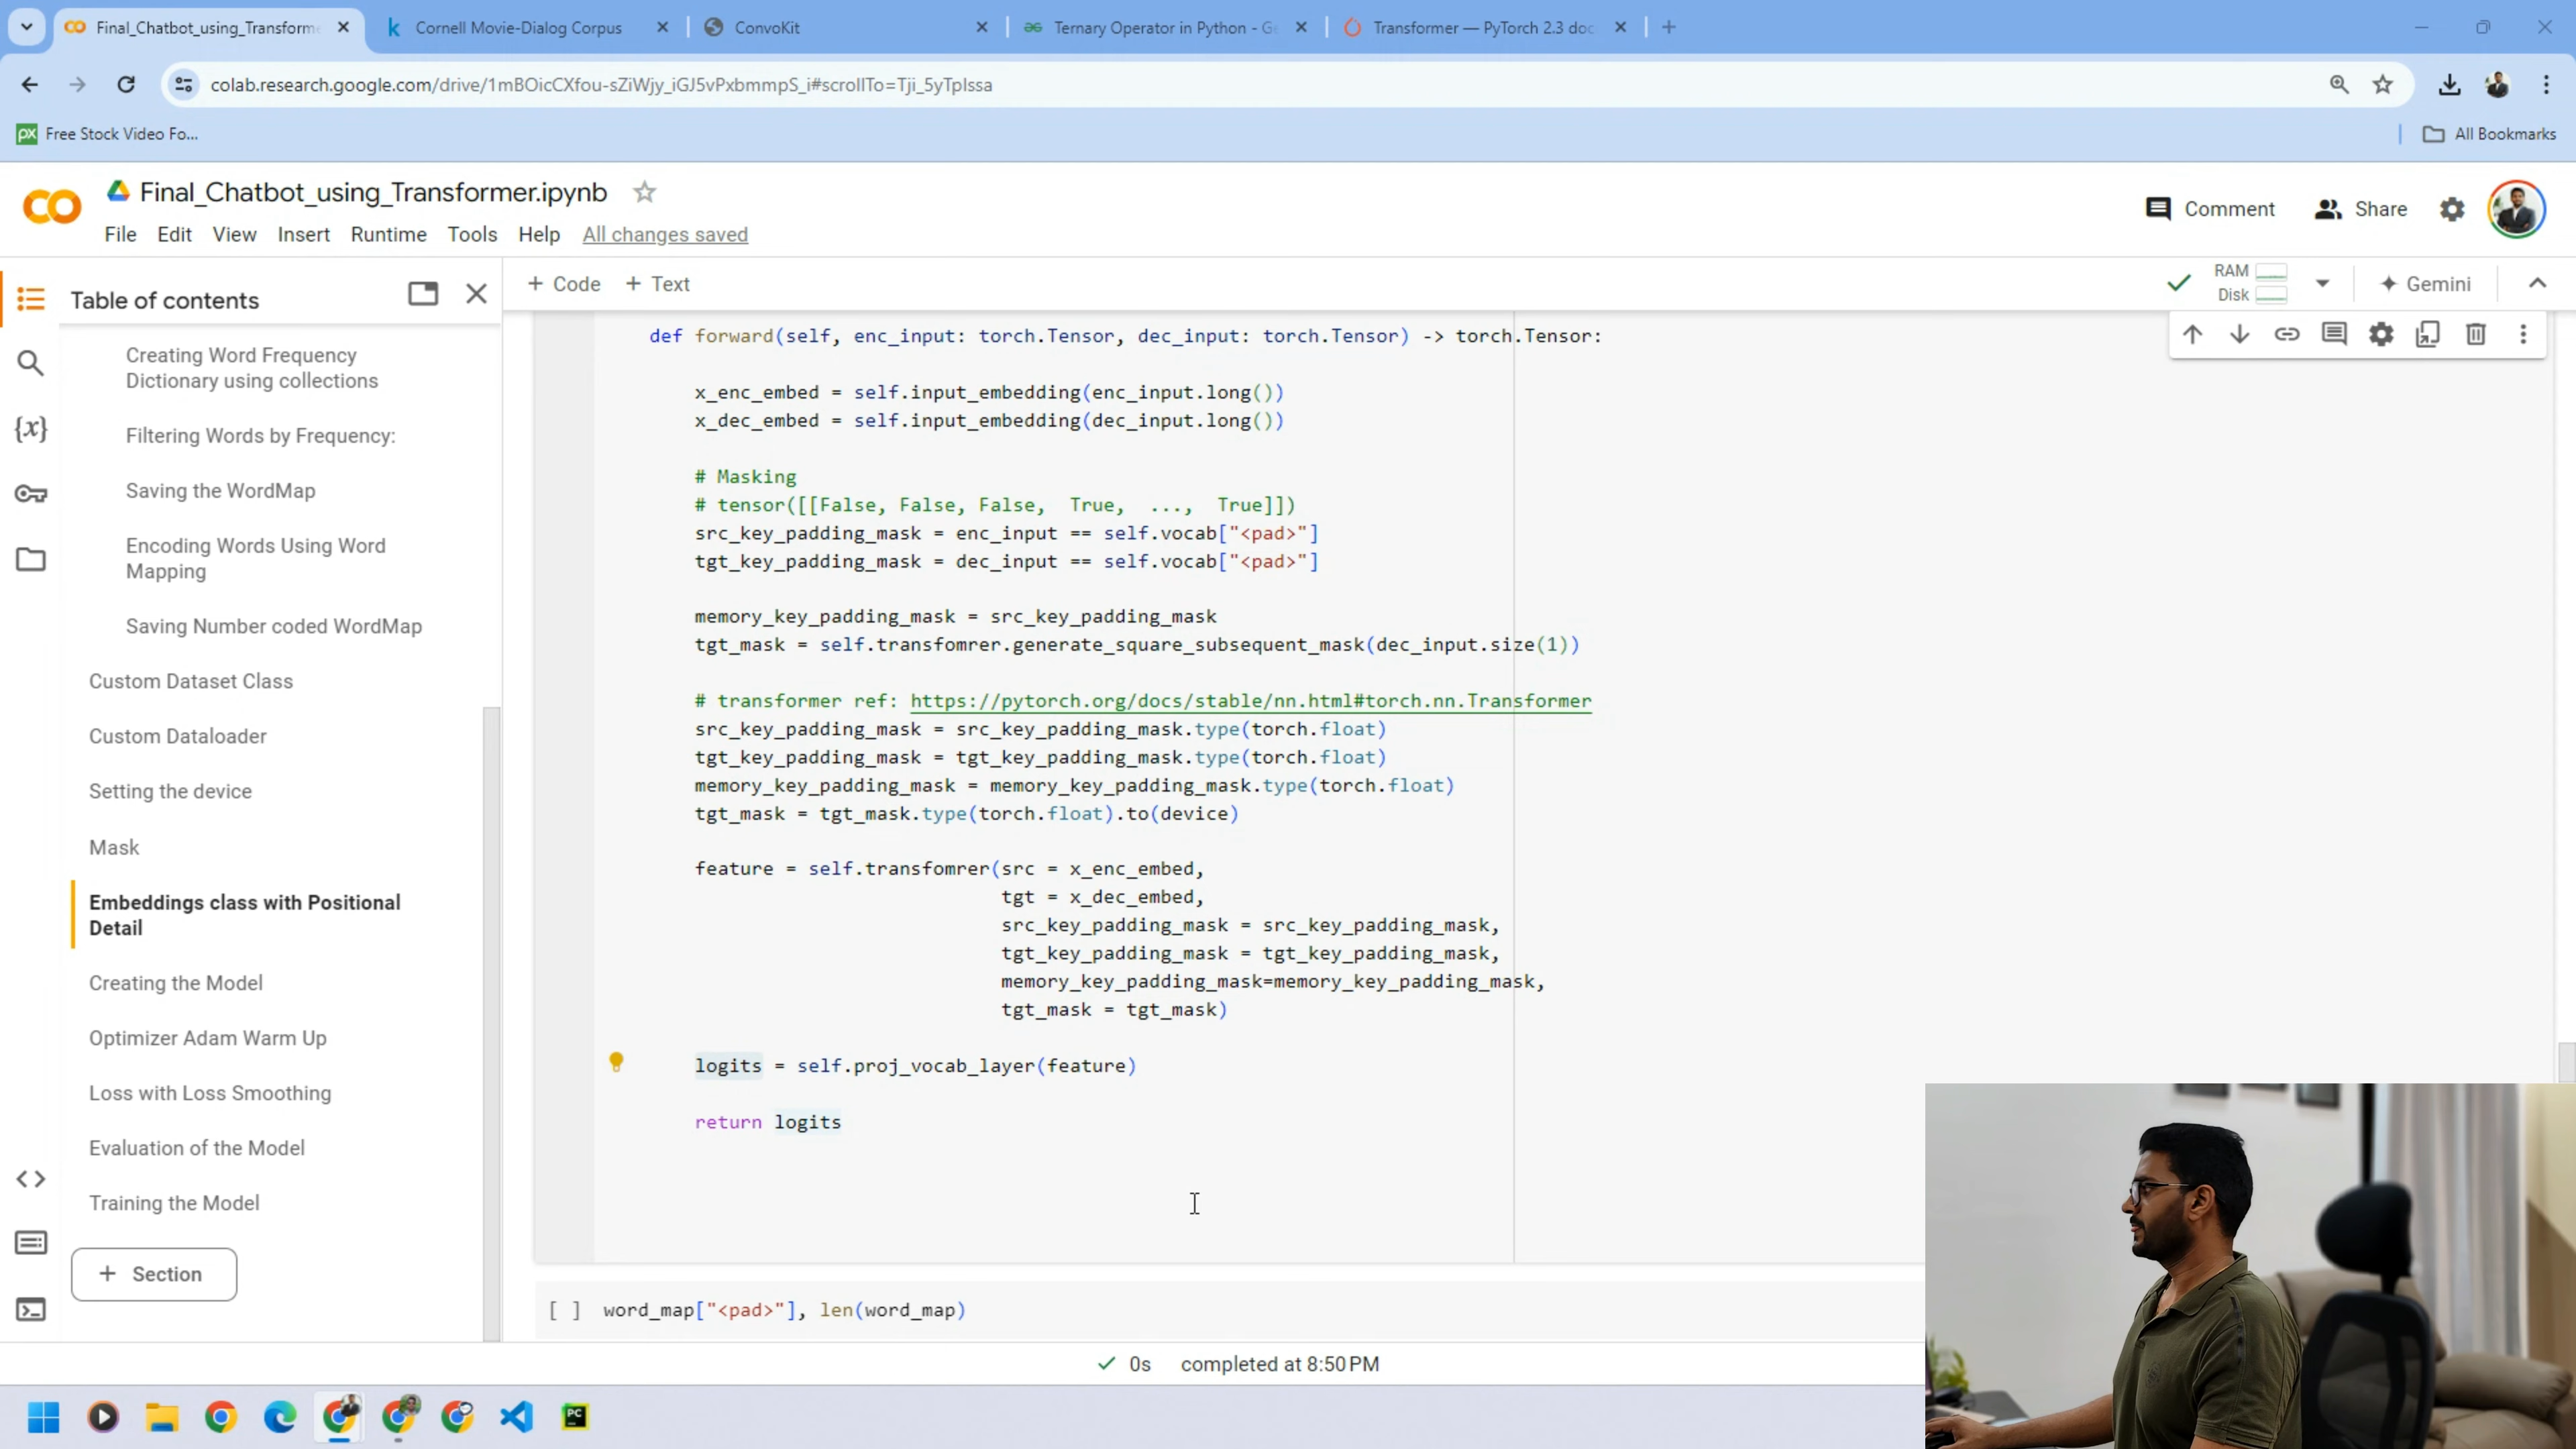 Final_Chatbot_using_Transforme
Cornell Movie-Dialog Corpus
ConvoKit
Ternary Operator in Python - Ge
Transformer — PyTorch 2.3 doc
colab.research.google.com/drive/1mBOicCXfou-sZiWjy_iGJ5vPxbmmpS_i#scrollTo=Tji_5yTpIssa
px Free Stock Video Fo...
All Bookmarks
Final_Chatbot_using_Transformer.ipynb
Comment
Share
File Edit View Insert Runtime Tools Help All changes saved
Table of contents
+ Code + Text
RAM
Disk
Gemini
Creating Word Frequency
Dictionary using collections
Filtering Words by Frequency:
Saving the WordMap
Encoding Words Using Word
Mapping
Saving Number coded WordMap
Custom Dataset Class
Custom Dataloader
Setting the device
Mask
Embeddings class with Positional
Detail
Creating the Model
Optimizer Adam Warm Up
Loss with Loss Smoothing
Evaluation of the Model
Training the Model
+ Section
def forward(self, enc_input: torch.Tensor, dec_input: torch.Tensor) -> torch.Tensor:
x_enc_embed = self.input_embedding(enc_input.long())
x_dec_embed = self.input_embedding(dec_input.long())
# Masking
# tensor([[False, False, False, True, ..., True]])
src_key_padding_mask = enc_input == self.vocab["<pad>"]
tgt_key_padding_mask = dec_input == self.vocab["<pad>"]
memory_key_padding_mask = src_key_padding_mask
tgt_mask = self.transfomrer.generate_square_subsequent_mask(dec_input.size(1))
# transformer ref: https://pytorch.org/docs/stable/nn.html#torch.nn.Transformer
src_key_padding_mask = src_key_padding_mask.type(torch.float)
tgt_key_padding_mask = tgt_key_padding_mask.type(torch.float)
memory_key_padding_mask = memory_key_padding_mask.type(torch.float)
tgt_mask = tgt_mask.type(torch.float).to(device)
feature = self.transfomrer(src = x_enc_embed,
tgt = x_dec_embed,
src_key_padding_mask = src_key_padding_mask,
tgt_key_padding_mask = tgt_key_padding_mask,
memory_key_padding_mask=memory_key_padding_mask,
tgt_mask = tgt_mask)
logits = self.proj_vocab_layer(feature)
return logits
[ ] word_map["<pad>"], len(word_map)
0s completed at 8:50 PM
PC